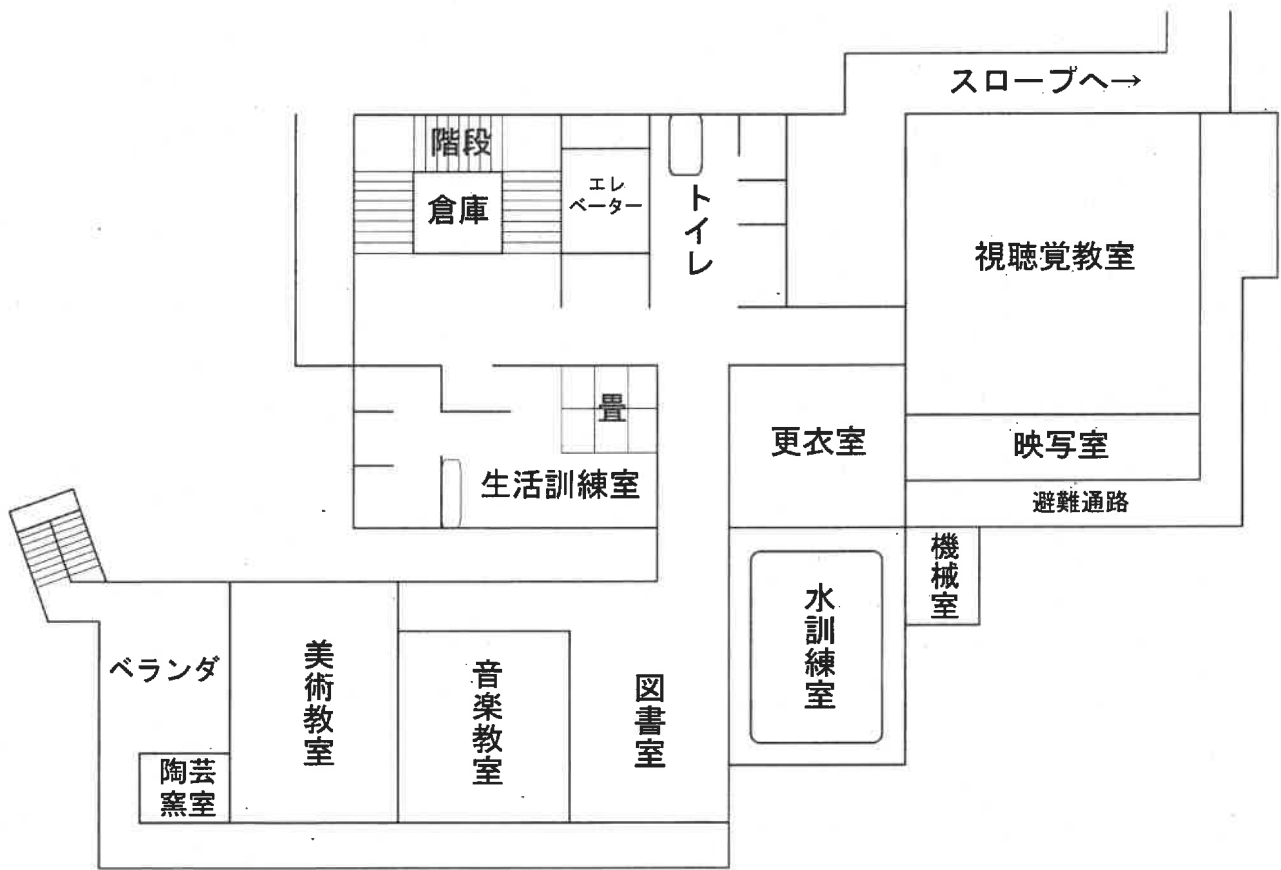 スロープへ→
階段
倉庫
エレ
ベーター
トイレ
視聴覚教室
畳
生活訓練室
更衣室
映写室
避難通路
機械室
水訓練室
ベランダ
美術教室
音楽教室
図書室
陶芸
窯室